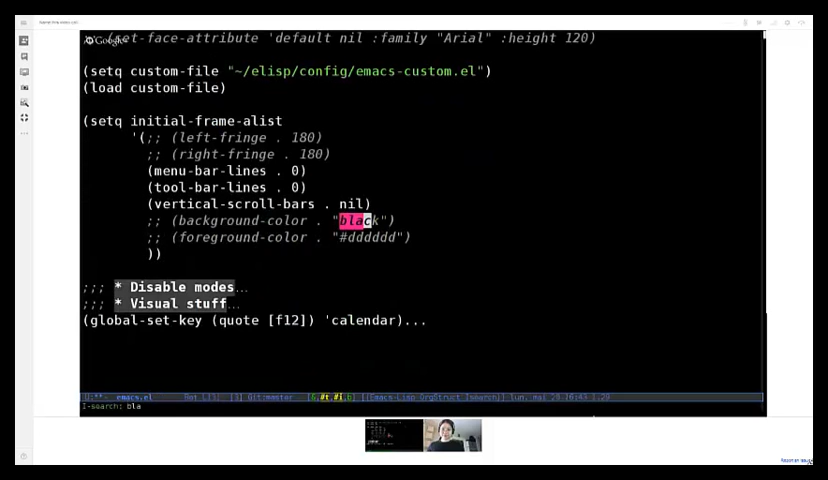 Google
;; (set-face-attribute 'default nil :family "Arial" :height 120)
(setq custom-file "~/elisp/config/emacs-custom.el")
(load custom-file)
(setq initial-frame-alist
'(;; (left-fringe . 180)
;; (right-fringe . 180)
(menu-bar-lines . 0)
(tool-bar-lines . 0)
(vertical-scroll-bars . nil)
;; (background-color . "black")
;; (foreground-color . "#dddddd")
))
;;; * Disable modes...
;;; * Visual stuff...
(global-set-key (quote [f12]) 'calendar)...
emacs.el Bot Git:master
I-search: bla